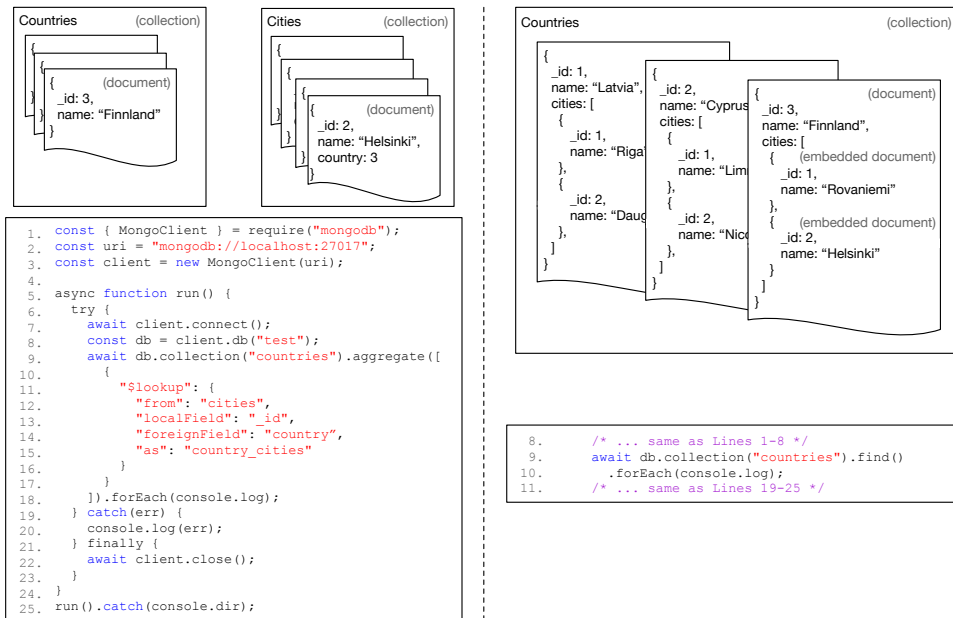 Countries (collection)
{
{
{ (document)
_id: 3,
name: “Finnland”
}
}
}
Cities (collection)
{
{
{
{ (document)
_id: 2,
name: “Helsinki”,
country: 3
}
}
}
}
1. const { MongoClient } = require("mongodb");
2. const uri = "mongodb://localhost:27017";
3. const client = new MongoClient(uri);
4.
5. async function run() {
6. try {
7. await client.connect();
8. const db = client.db("test");
9. await db.collection("countries").aggregate([
10. {
11. "$lookup": {
12. "from": "cities",
13. "localField": "_id",
14. "foreignField": "country”,
15. "as": "country_cities"
16. }
17. }
18. ]).forEach(console.log);
19. } catch(err) {
20. console.log(err);
21. } finally {
22. await client.close();
23. }
24. }
25. run().catch(console.dir);
Countries (collection)
{
_id: 1,
name: “Latvia”,
cities: [
{
_id: 1,
name: “Riga”
},
{
_id: 2,
name: “Daug
},
]
}
{
_id: 2,
name: “Cyprus
cities: [
{
_id: 1,
name: “Lim
},
{
_id: 2,
name: “Nico
},
]
}
{ (document)
_id: 3,
name: “Finnland”,
cities: [
{ (embedded document)
_id: 1,
name: “Rovaniemi”
},
{ (embedded document)
_id: 2,
name: “Helsinki”
}
]
}
8. /* ... same as Lines 1-8 */
9. await db.collection("countries").find()
10. .forEach(console.log);
11. /* ... same as Lines 19-25 */